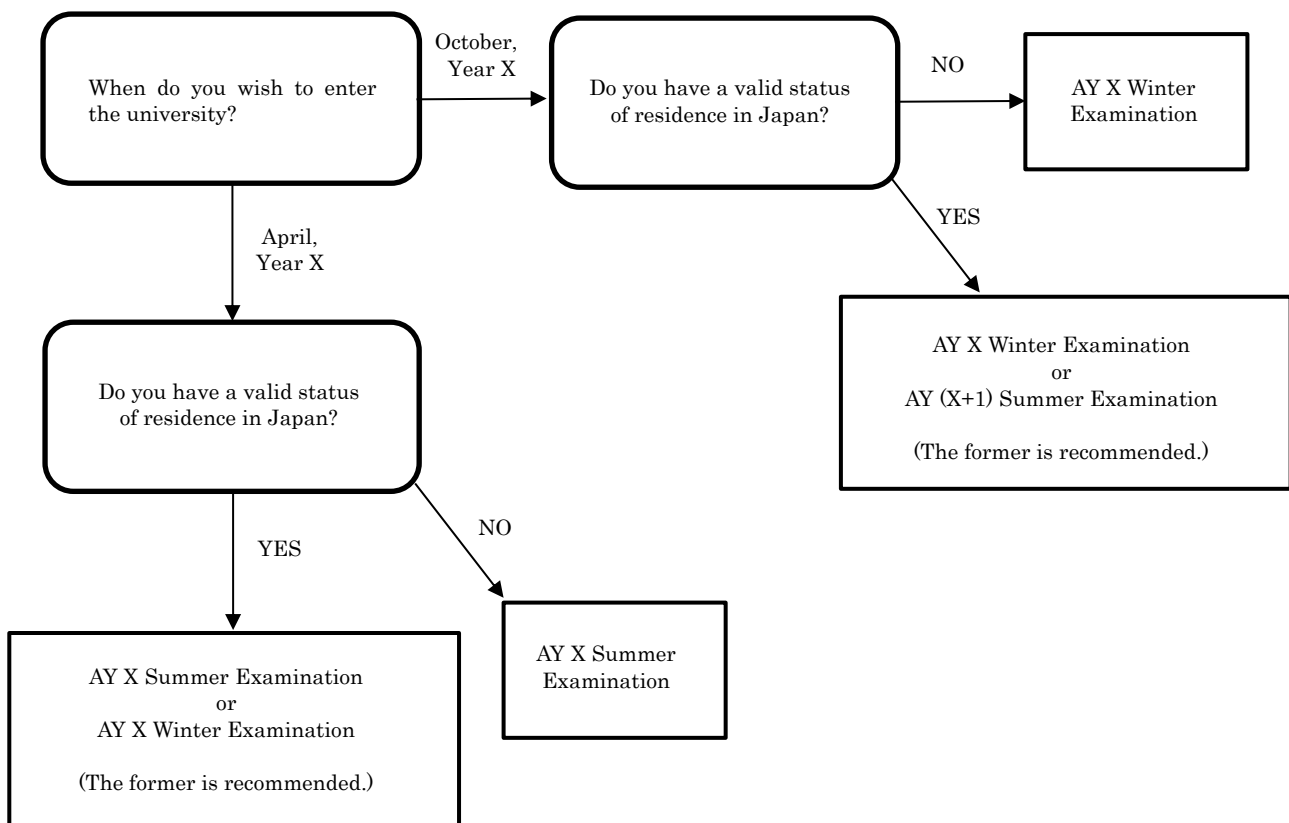 When do you wish to enter
the university?
October,
Year X
Do you have a valid status
of residence in Japan?
NO
AY X Winter
Examination
YES
AY X Winter Examination
or
AY (X+1) Summer Examination
(The former is recommended.)
April,
Year X
Do you have a valid status
of residence in Japan?
YES
NO
AY X Summer Examination
or
AY X Winter Examination
(The former is recommended.)
AY X Summer
Examination